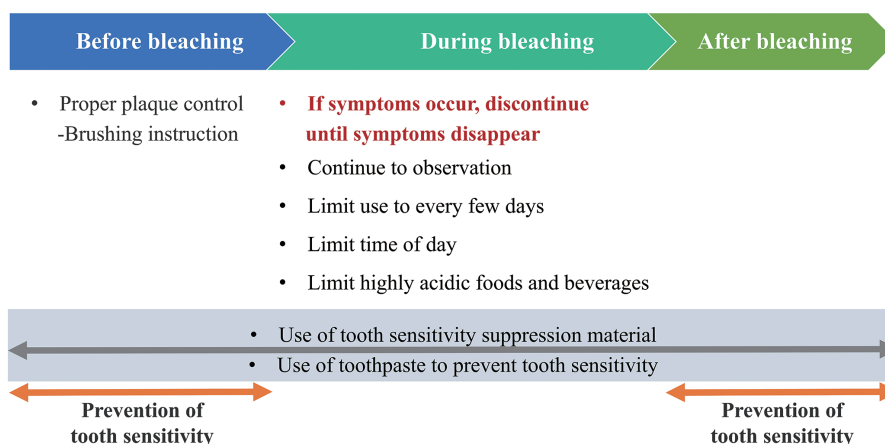 Before bleaching
During bleaching
After bleaching
• Proper plaque control
-Brushing instruction
• If symptoms occur, discontinue
until symptoms disappear
• Continue to observation
• Limit use to every few days
• Limit time of day
• Limit highly acidic foods and beverages
• Use of tooth sensitivity suppression material
• Use of toothpaste to prevent tooth sensitivity
Prevention of
tooth sensitivity
Prevention of
tooth sensitivity